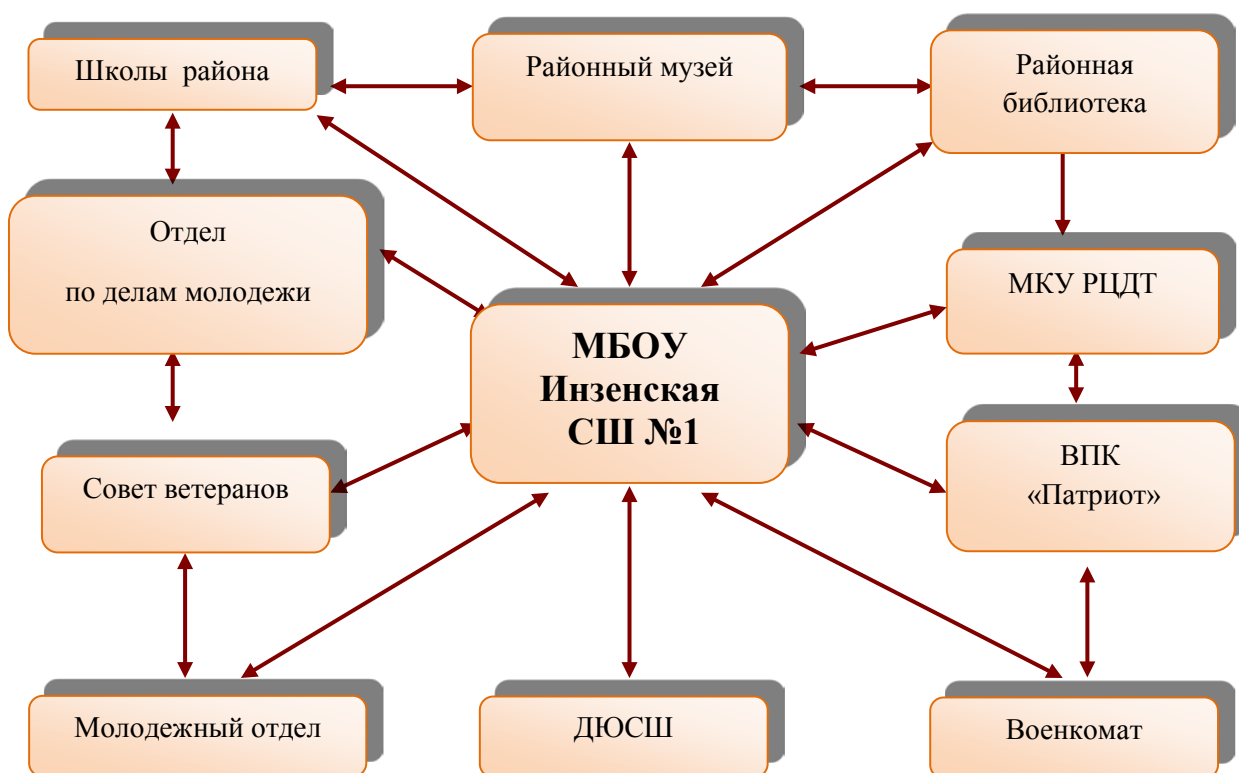 Школы района
Районный музей
Районная
библиотека
Отдел
по делам молодежи
МКУ РЦДТ
МБОУ
Инзенская
СШ №1
Совет ветеранов
ВПК
«Патриот»
Молодежный отдел
ДЮСШ
Военкомат